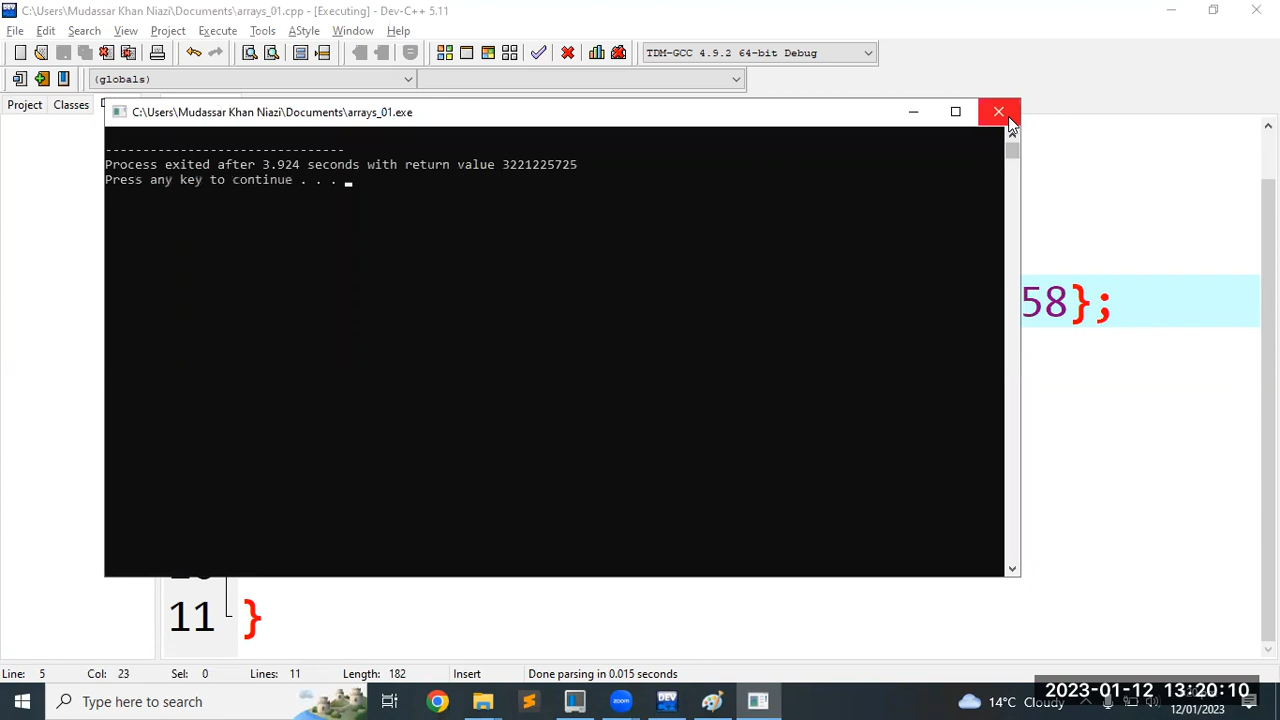 C:\Users\Mudassar Khan Niazi\Documents\arrays_01.cpp - [Executing] - Dev-C++ 5.11
File Edit Search View Project Execute Tools AStyle Window Help
TDM-GCC 4.9.2 64-bit Debug
(globals)
Project Classes
C:\Users\Mudassar Khan Niazi\Documents\arrays_01.exe
--------------------------------
Process exited after 3.924 seconds with return value 3221225725
Press any key to continue . . .
58};
11 }
Line: 5 Col: 23 Sel: 0 Lines: 11 Length: 182 Insert Done parsing in 0.015 seconds
Type here to search
zoom
DEV
14°C Cloudy
2023-01-12 13:20:10
12/01/2023